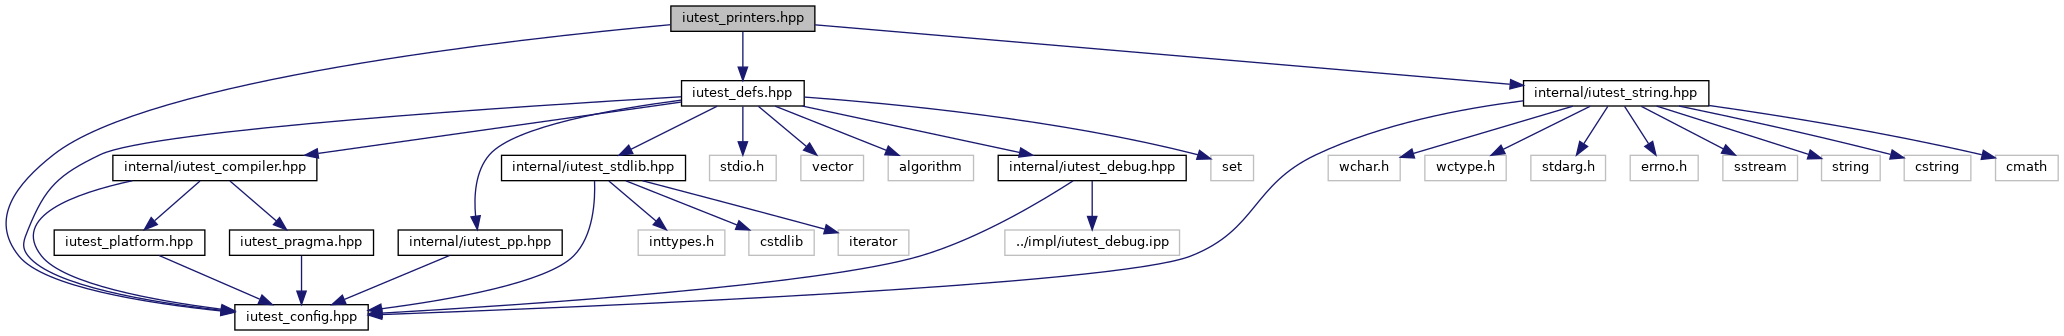 iutest_printers.hpp
iutest_defs.hpp
internal/iutest_string.hpp
internal/iutest_compiler.hpp
internal/iutest_stdlib.hpp
stdio.h
vector
algorithm
internal/iutest_debug.hpp
set
wchar.h
wctype.h
stdarg.h
errno.h
sstream
string
cstring
cmath
iutest_platform.hpp
iutest_pragma.hpp
internal/iutest_pp.hpp
inttypes.h
cstdlib
iterator
../impl/iutest_debug.ipp
iutest_config.hpp